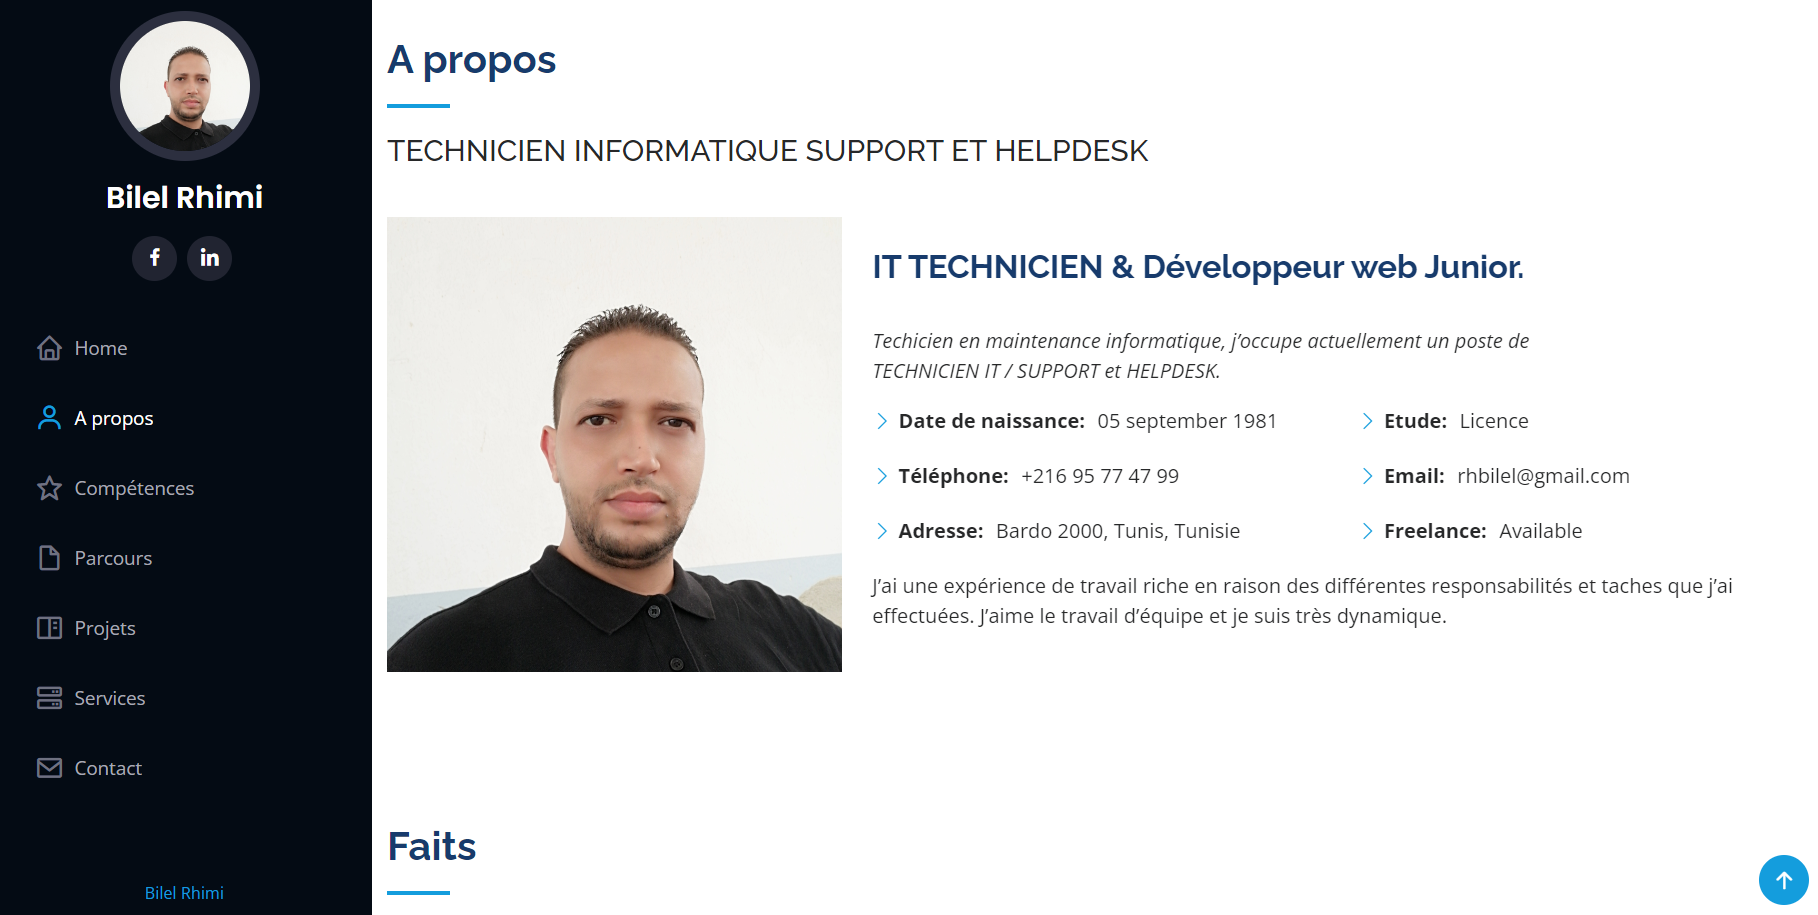 Bilel Rhimi
Home
A propos
Compétences
Parcours
Projets
Services
Contact
Bilel Rhimi
A propos
TECHNICIEN INFORMATIQUE SUPPORT ET HELPDESK
IT TECHNICIEN & Développeur web Junior.
Techicien en maintenance informatique, j’occupe actuellement un poste de
TECHNICIEN IT / SUPPORT et HELPDESK.
Date de naissance: 05 september 1981
Etude: Licence
Téléphone: +216 95 77 47 99
Email: rhbilel@gmail.com
Adresse: Bardo 2000, Tunis, Tunisie
Freelance: Available
J’ai une expérience de travail riche en raison des différentes responsabilités et taches que j’ai
effectuées. J’aime le travail d’équipe et je suis très dynamique.
Faits